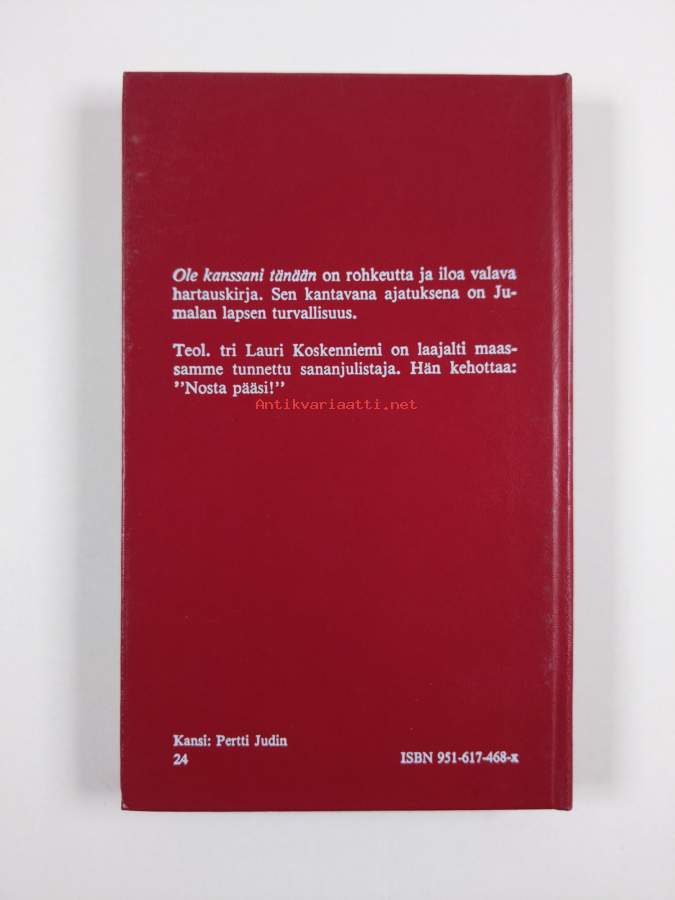 Ole kanssani tänään on rohkeutta ja iloa valava
hartauskirja. Sen kantavana ajatuksena on Ju-
malan lapsen turvallisuus.
Teol. tri Lauri Koskenniemi on laajalti maas-
samme tunnettu sananjulistaja. Hän kehottaa:
”Nosta pääsi!”
Antikvariaatti.net
Kansi: Pertti Judin
24
ISBN 951-617-468-x